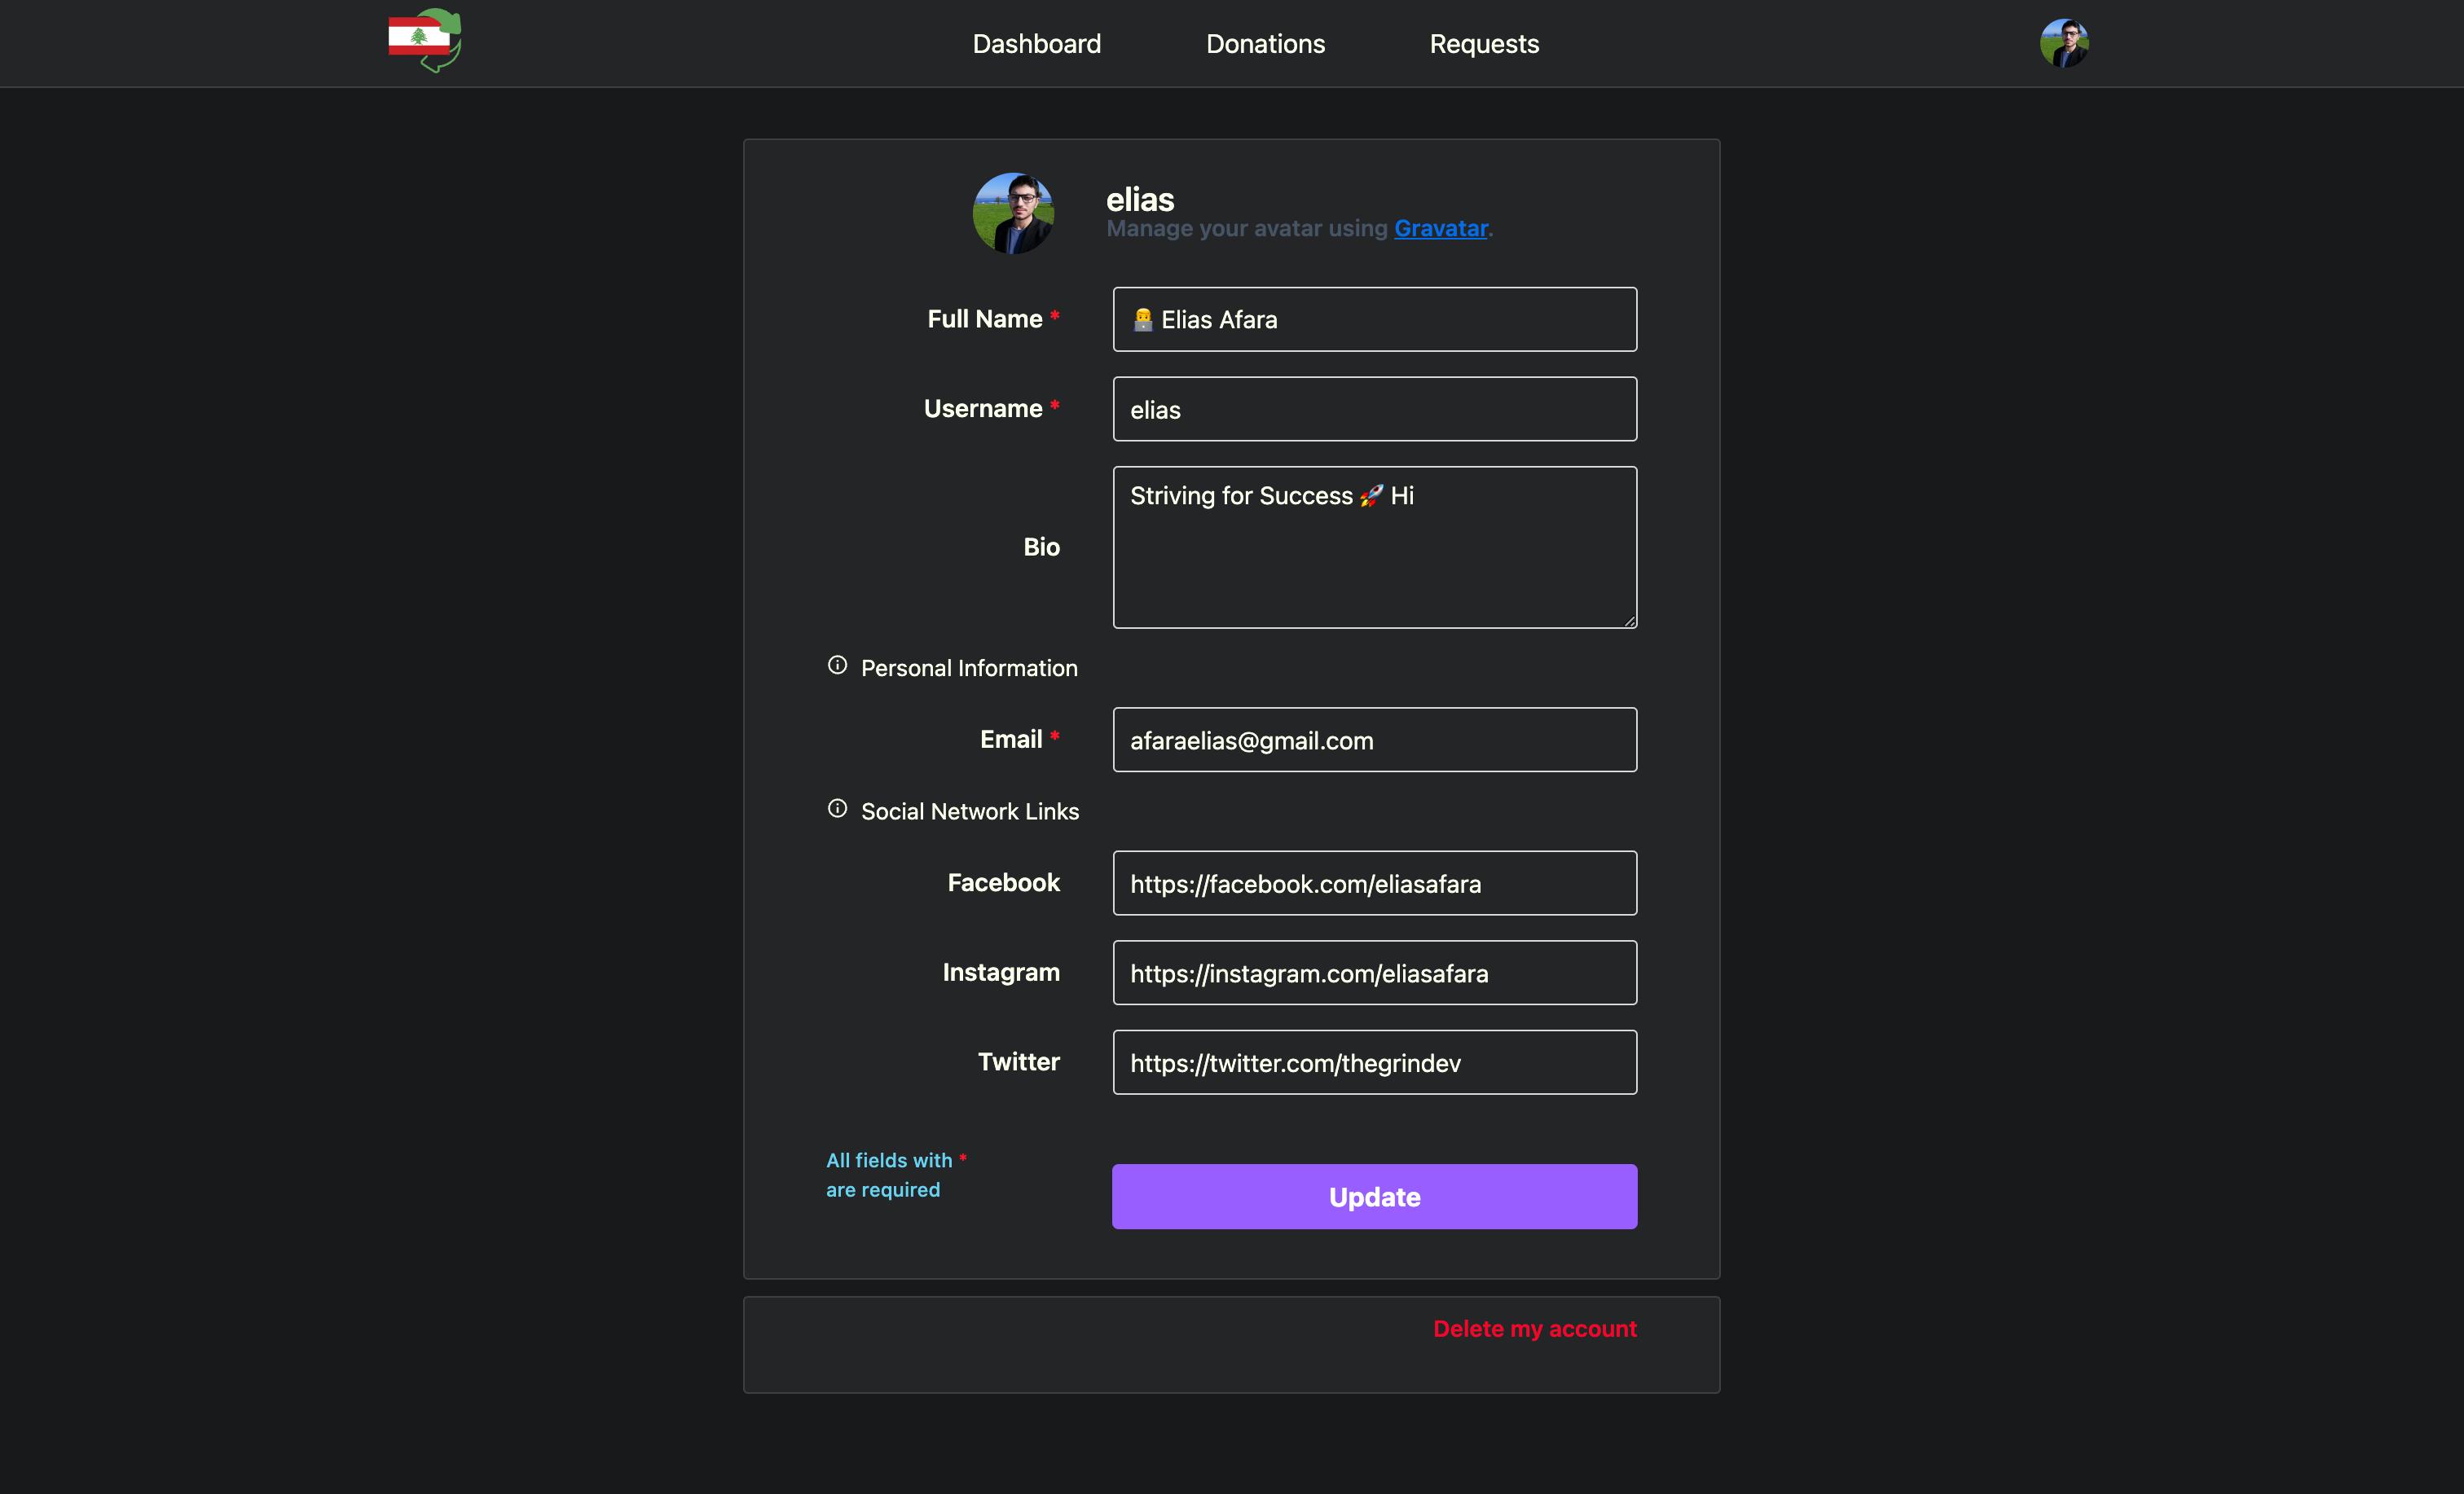 Dashboard Donations Requests
elias
Manage your avatar using Gravatar.
Full Name * 👨‍💻 Elias Afara
Username * elias
Bio Striving for Success 🚀 Hi
Personal Information
Email * afaraelias@gmail.com
Social Network Links
Facebook https://facebook.com/eliasafara
Instagram https://instagram.com/eliasafara
Twitter https://twitter.com/thegrindev
All fields with *
are required
Update
Delete my account